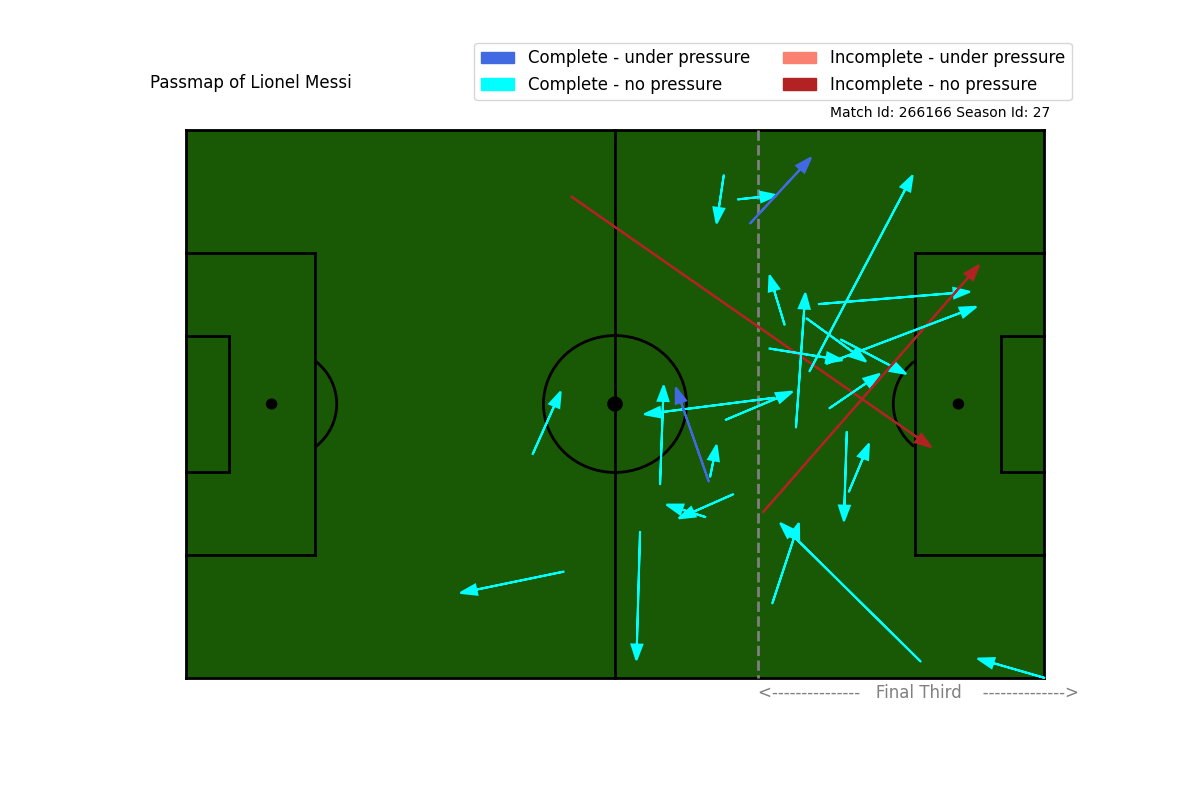 Passmap of Lionel Messi
Complete - under pressure
Complete - no pressure
Incomplete - under pressure
Incomplete - no pressure
Match Id: 266166 Season Id: 27
<--------------- Final Third -------------->